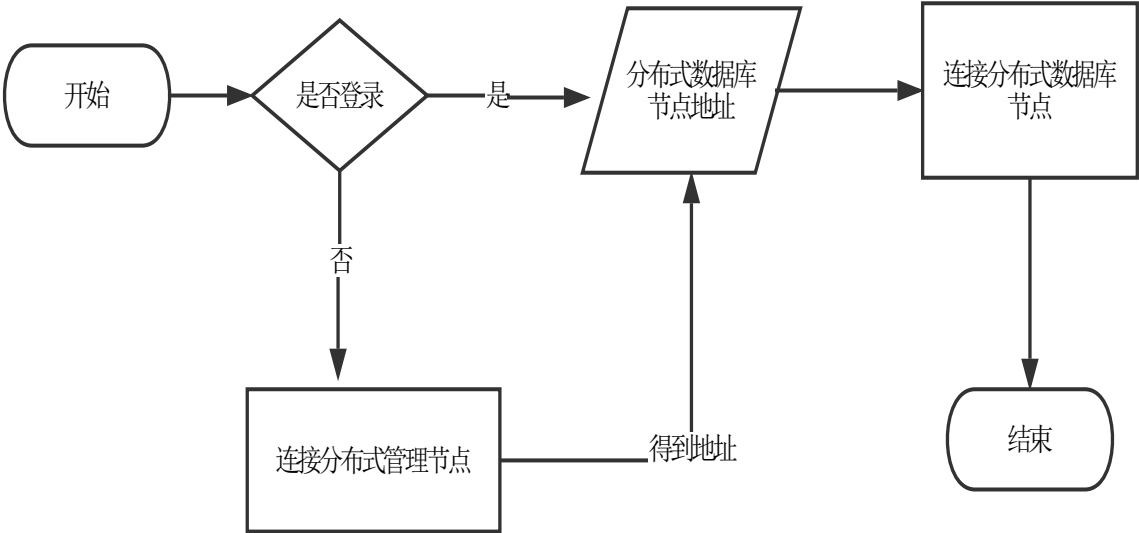 开始
是否登录
是
分布式数据库
节点地址
连接分布式数据库
节点
否
连接分布式管理节点
得到地址
结束